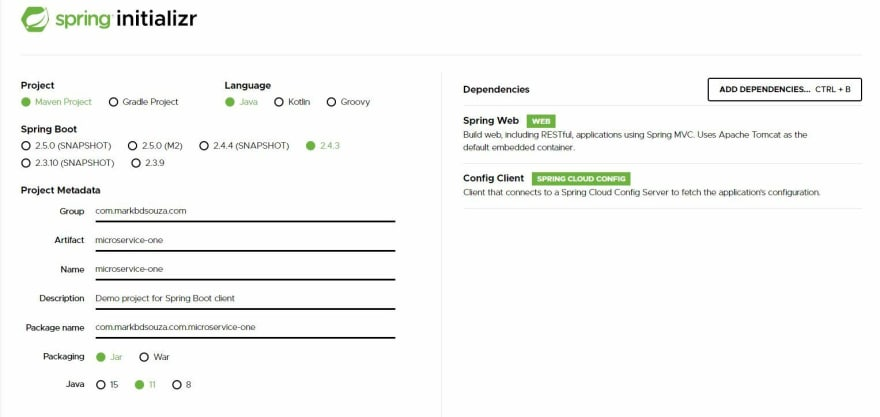 spring initializr
Project
Maven Project Gradle Project
Language
Java Kotlin Groovy
Spring Boot
2.5.0 (SNAPSHOT) 2.5.0 (M2) 2.4.4 (SNAPSHOT) 2.4.3
2.3.10 (SNAPSHOT) 2.3.9
Project Metadata
Group com.markbdsouza.com
Artifact microservice-one
Name microservice-one
Description Demo project for Spring Boot client
Package name com.markbdsouza.com.microservice-one
Packaging Jar War
Java 15 11 8
Dependencies ADD DEPENDENCIES... CTRL + B
Spring Web WEB
Build web, including RESTful, applications using Spring MVC. Uses Apache Tomcat as the
default embedded container.
Config Client SPRING CLOUD CONFIG
Client that connects to a Spring Cloud Config Server to fetch the application's configuration.